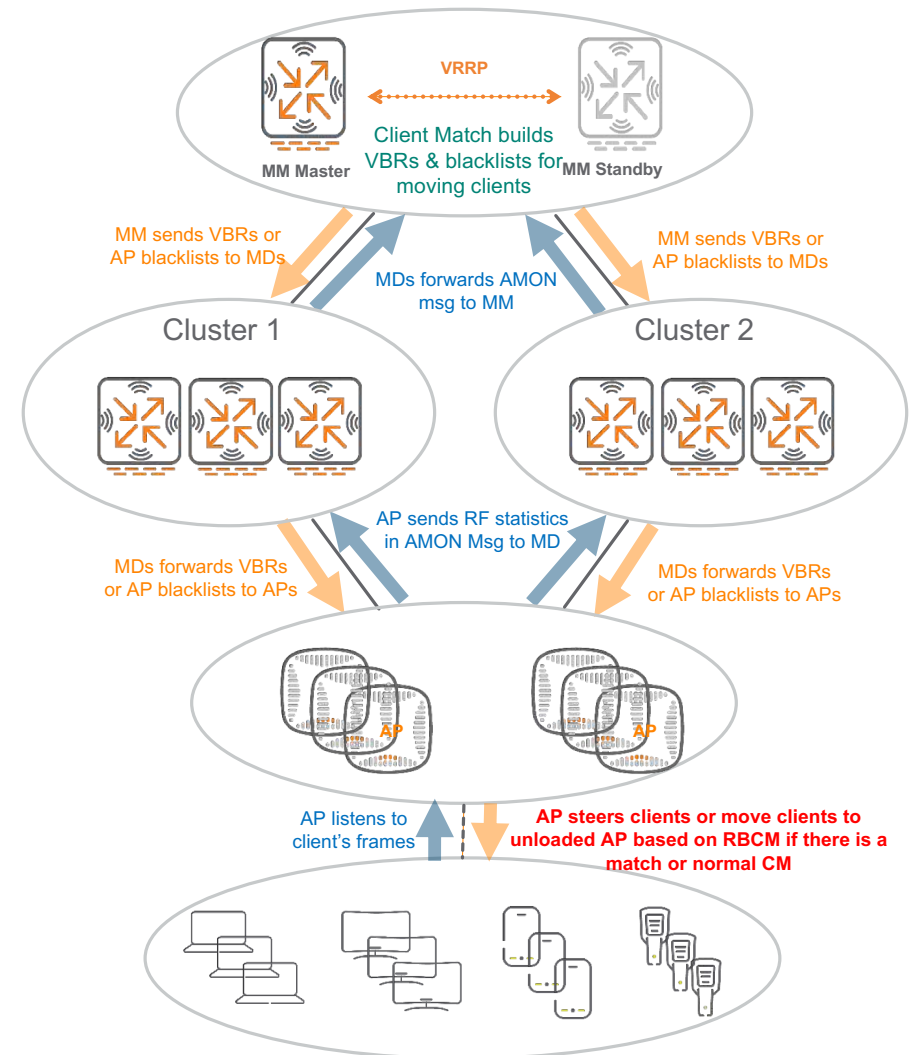 VRRP
Client Match builds
VBRs & blacklists for
moving clients
MM Master
MM Standby
MM sends VBRs or
AP blacklists to MDs
MDs forwards AMON
msg to MM
MM sends VBRs or
AP blacklists to MDs
Cluster 1
Cluster 2
AP sends RF statistics
in AMON Msg to MD
MDs forwards VBRs
or AP blacklists to APs
MDs forwards VBRs
or AP blacklists to APs
AP
AP
AP listens to
client's frames
AP steers clients or move clients to
unloaded AP based on RBCM if there is a
match or normal CM